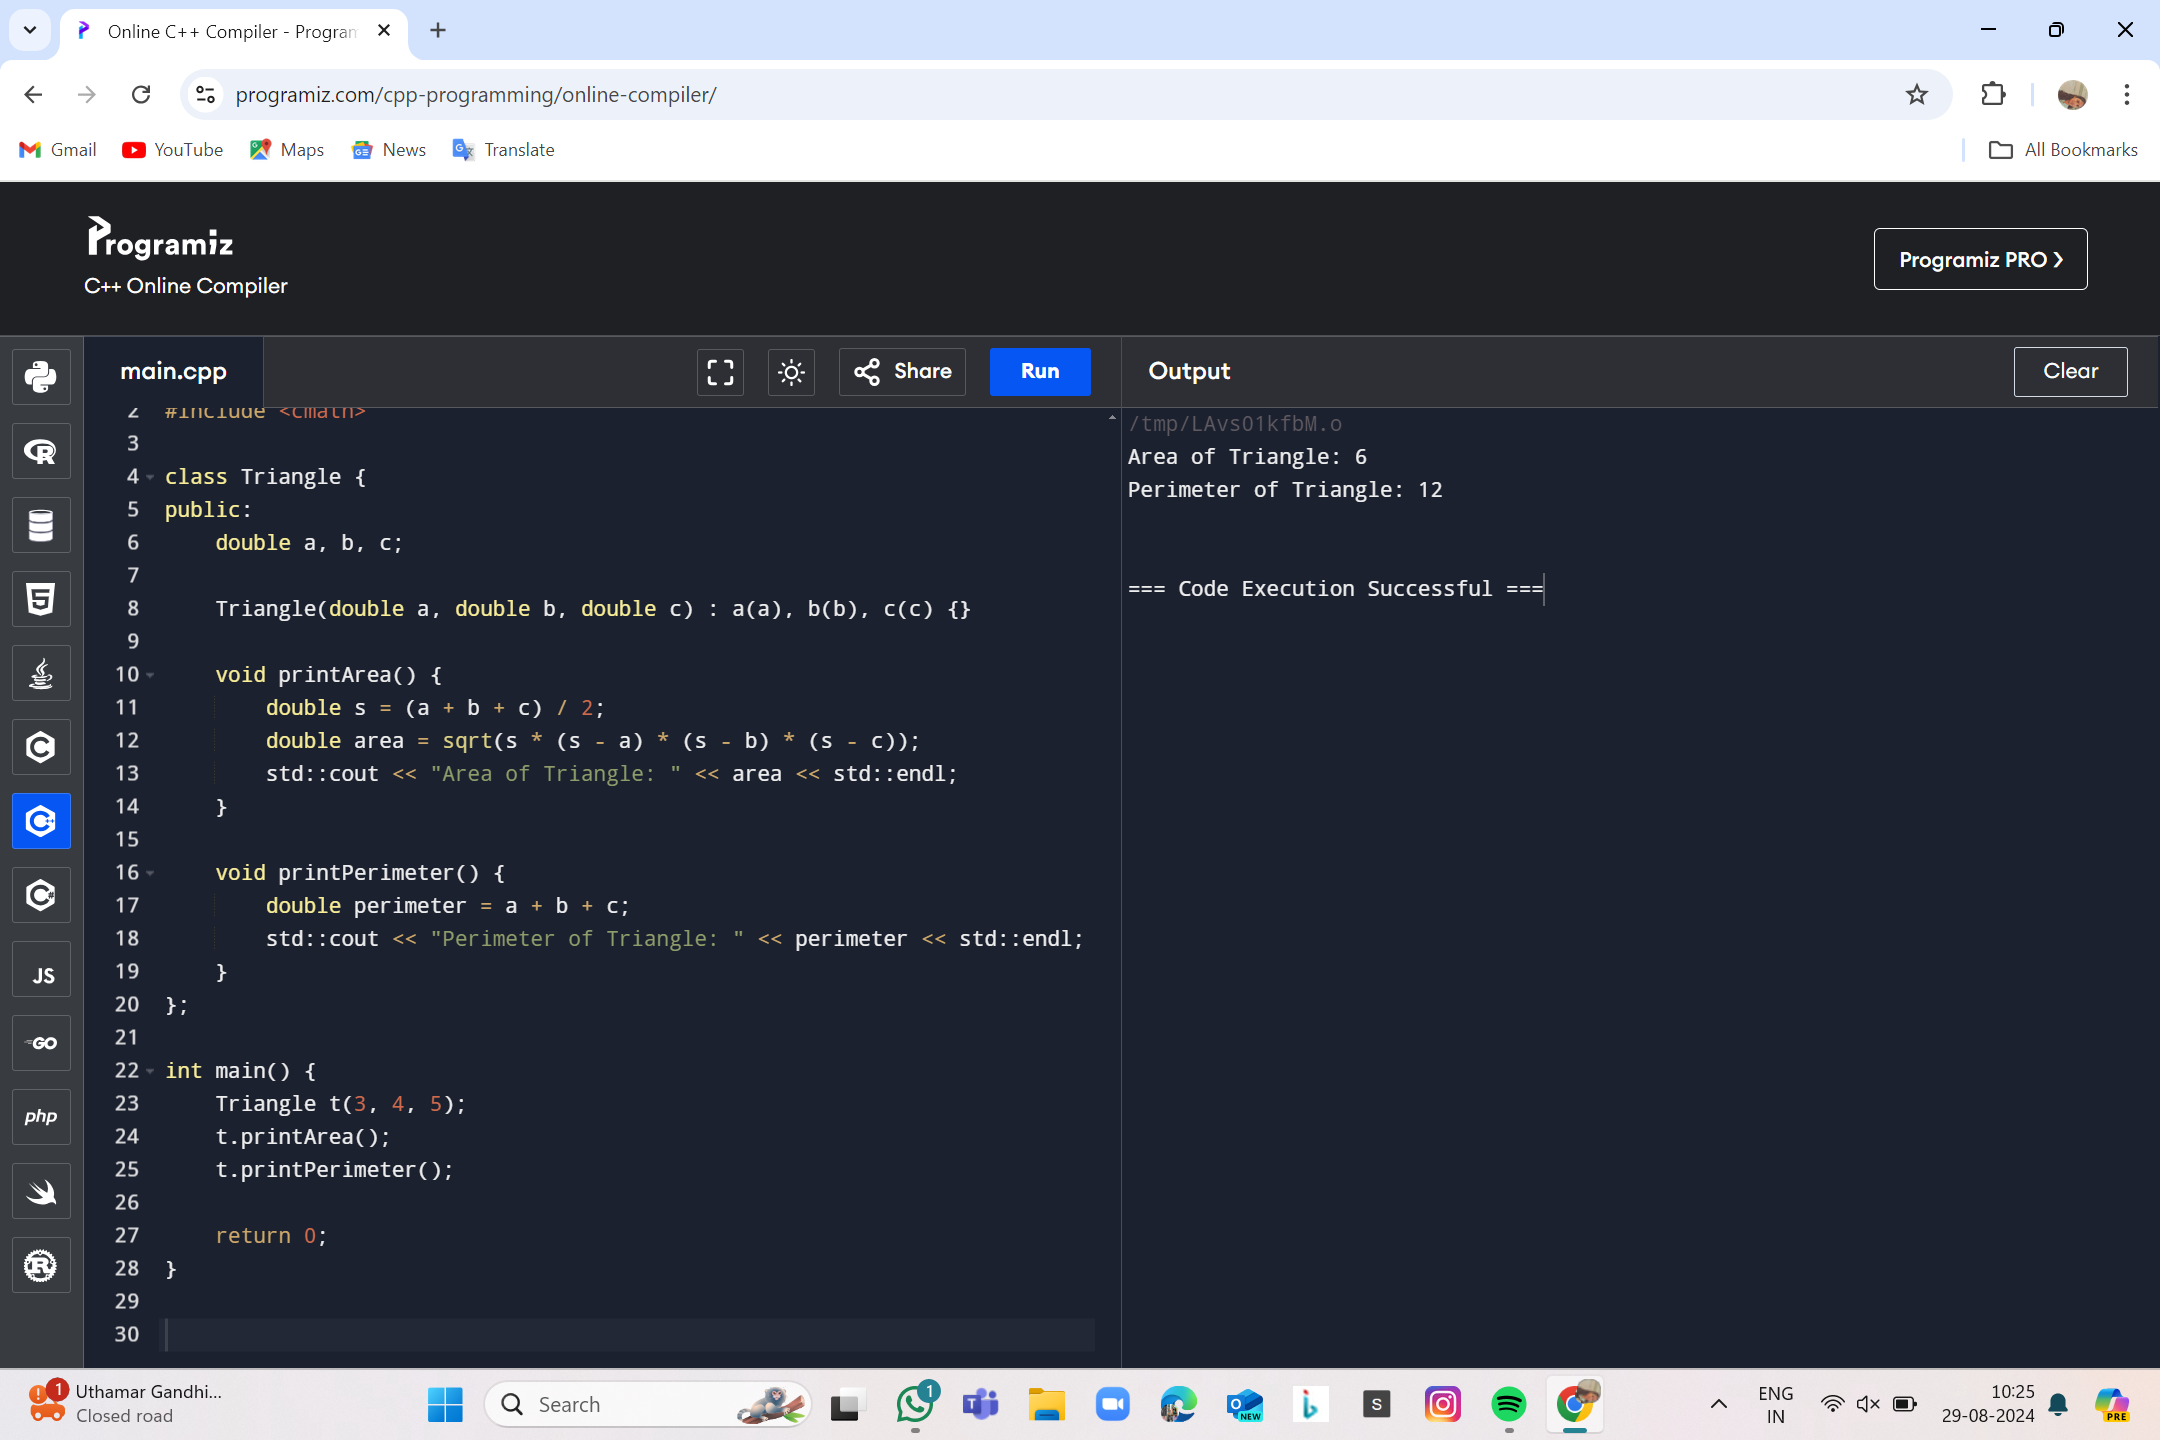 Online C++ Compiler - Program
programiz.com/cpp-programming/online-compiler/
Gmail YouTube Maps News Translate All Bookmarks
Programiz
C++ Online Compiler
Programiz PRO ❯
main.cpp Share Run Output Clear
2 #include <cmath>
3
4 class Triangle {
5 public:
6     double a, b, c;
7
8     Triangle(double a, double b, double c) : a(a), b(b), c(c) {}
9
10     void printArea() {
11         double s = (a + b + c) / 2;
12         double area = sqrt(s * (s - a) * (s - b) * (s - c));
13         std::cout << "Area of Triangle: " << area << std::endl;
14     }
15
16     void printPerimeter() {
17         double perimeter = a + b + c;
18         std::cout << "Perimeter of Triangle: " << perimeter << std::endl;
19     }
20 };
21
22 int main() {
23     Triangle t(3, 4, 5);
24     t.printArea();
25     t.printPerimeter();
26
27     return 0;
28 }
29
30
/tmp/LAvsO1kfbM.o
Area of Triangle: 6
Perimeter of Triangle: 12
=== Code Execution Successful ===
JS
GO
php
1
Uthamar Gandhi...
Closed road
Search
1
NEW
S
ENG
IN
10:25
29-08-2024
PRE